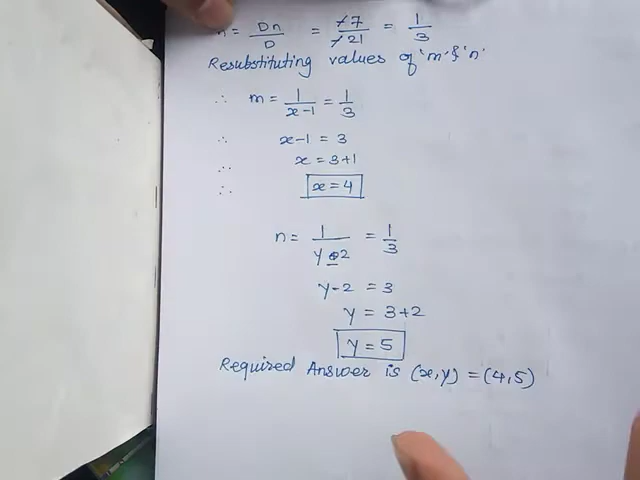 n = Dn/D = -7/-21 = 1/3
Resubstituting values of 'm' & 'n'.
∴ m = 1/(x-1) = 1/3
∴ x-1 = 3
∴ x = 3+1
∴ x = 4
n = 1/(y-2) = 1/3
y-2 = 3
y = 3+2
y = 5
Required Answer is (x,y) = (4,5)